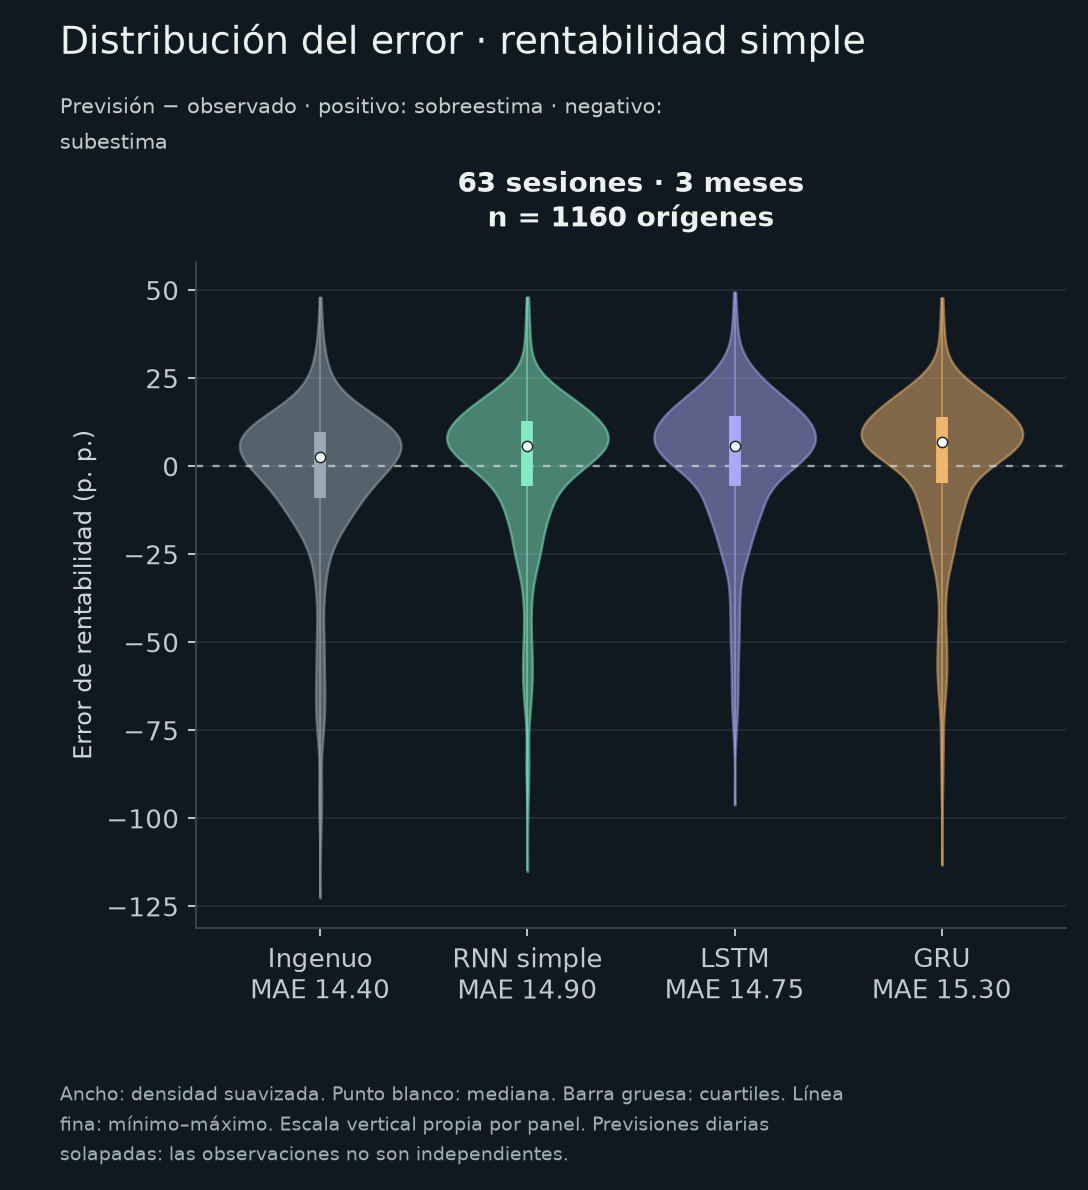 Distribución del error · rentabilidad simple
Previsión − observado · positivo: sobreestima · negativo:
subestima
63 sesiones · 3 meses
n = 1160 orígenes
Error de rentabilidad (p. p.)
50
25
0
−25
−50
−75
−100
−125
Ingenuo
MAE 14.40
RNN simple
MAE 14.90
LSTM
MAE 14.75
GRU
MAE 15.30
Ancho: densidad suavizada. Punto blanco: mediana. Barra gruesa: cuartiles. Línea
fina: mínimo–máximo. Escala vertical propia por panel. Previsiones diarias
solapadas: las observaciones no son independientes.